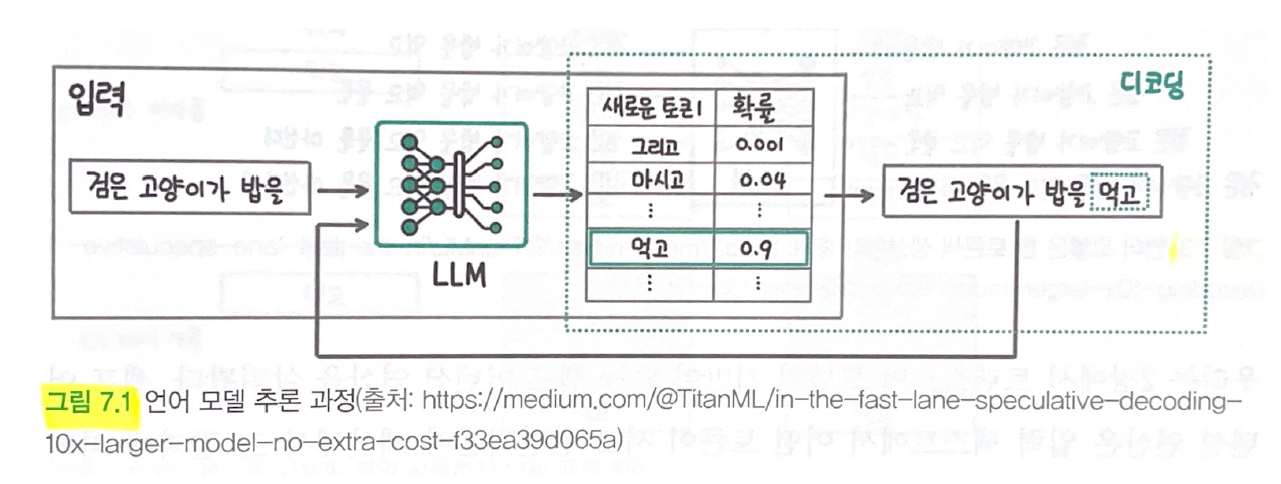 입력
디코딩
검은 고양이가 밥을
LLM
새로운 토큰 확률
그리고 0.001
마시고 0.04
⋮ ⋮
먹고 0.9
⋮ ⋮
검은 고양이가 밥을 먹고
그림 7.1 언어 모델 추론 과정(출처: https://medium.com/@TitanML/in-the-fast-lane-speculative-decoding-
10x-larger-model-no-extra-cost-f33ea39d065a)